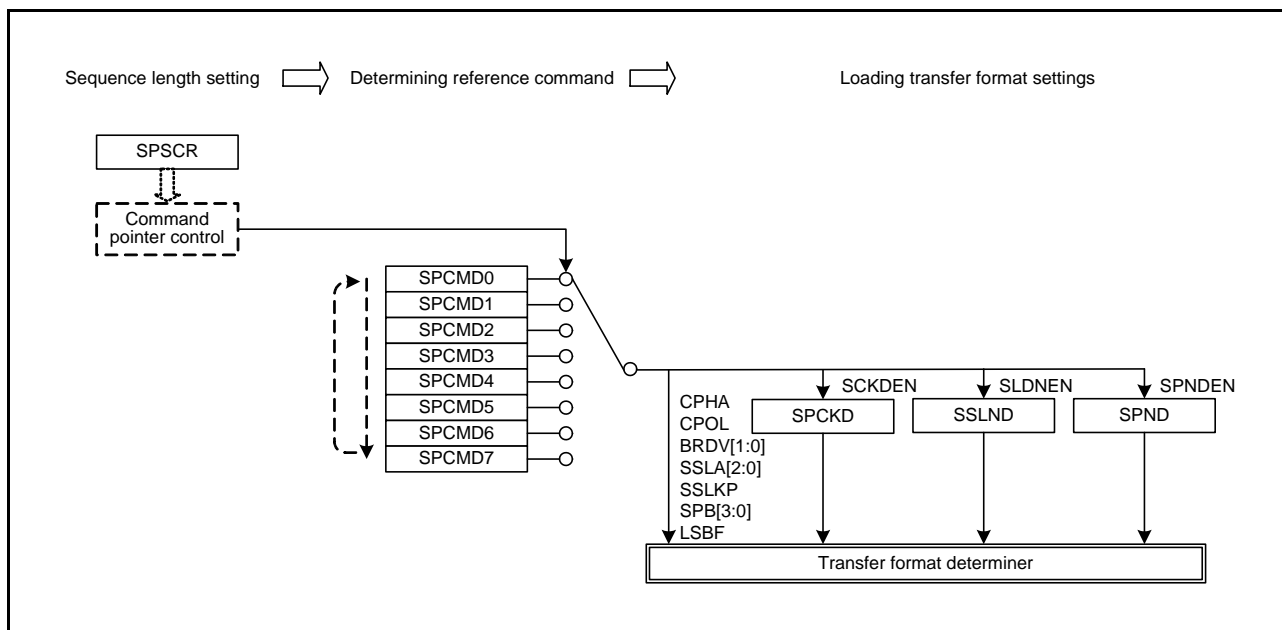 Sequence length setting
Determining reference command
Loading transfer format settings
SPSCR
Command
pointer control
SPCMD0
SPCMD1
SPCMD2
SPCMD3
SPCMD4
SPCMD5
SPCMD6
SPCMD7
CPHA
CPOL
BRDV[1:0]
SSLA[2:0]
SSLKP
SPB[3:0]
LSBF
SCKDEN
SPCKD
SLDNEN
SSLND
SPNDEN
SPND
Transfer format determiner